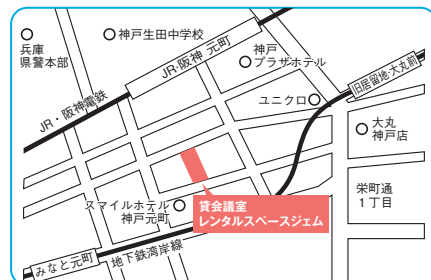 兵庫
県警本部
神戸生田中学校
JR・阪神 元町
神戸
プラザホテル
旧居留地・大丸前
JR・阪神電鉄
ユニクロ
大丸
神戸店
スマイルホテル
神戸元町
貸会議室
レンタルスペースジェム
栄町通
1丁目
みなと元町
地下鉄湾岸線